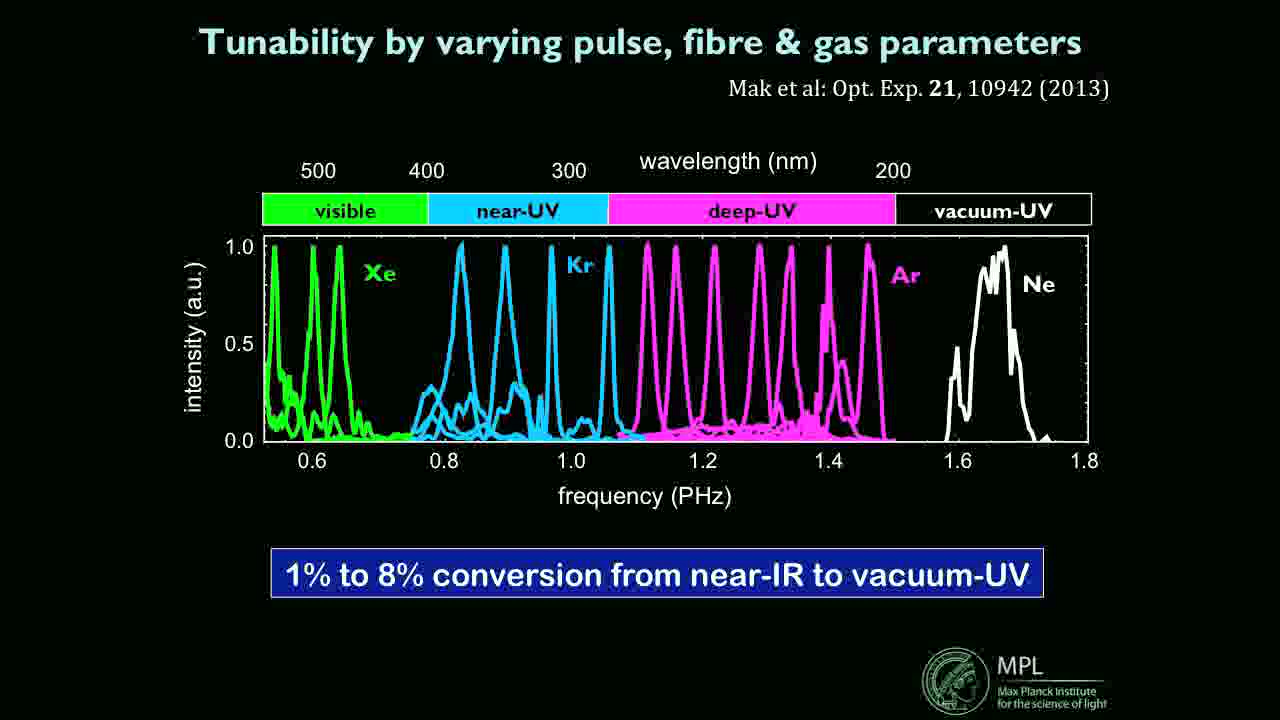 Tunability by varying pulse, fibre & gas parameters
Mak et al: Opt. Exp. 21, 10942 (2013)
wavelength (nm)
500 400 300 200
visible near-UV deep-UV vacuum-UV
1.0
0.5
0.0
intensity (a.u.)
Xe Kr Ar Ne
0.6 0.8 1.0 1.2 1.4 1.6 1.8
frequency (PHz)
1% to 8% conversion from near-IR to vacuum-UV
MPL
Max Planck Institute
for the science of light